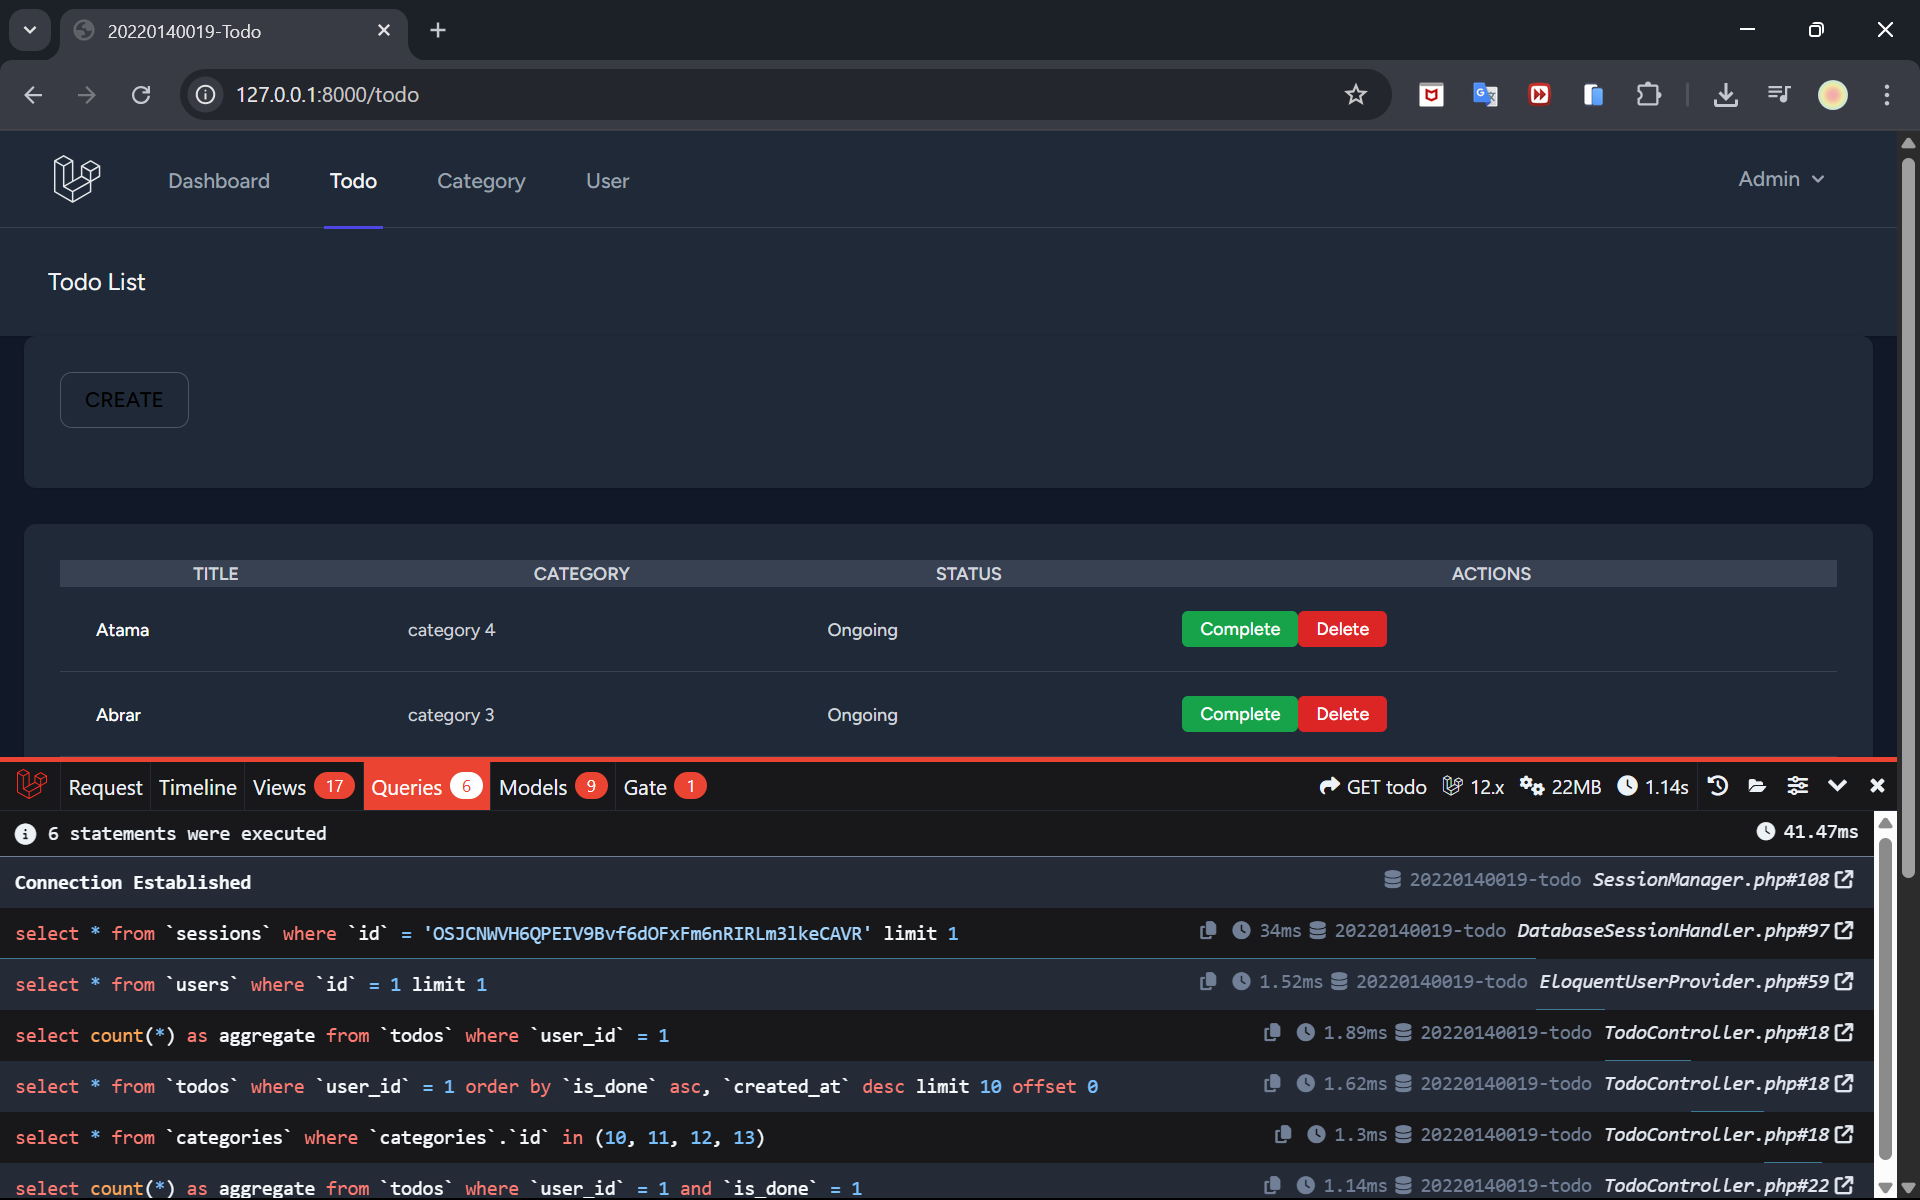 20220140019-Todo
127.0.0.1:8000/todo
Dashboard Todo Category User Admin
Todo List
CREATE
TITLE CATEGORY STATUS ACTIONS
Atama category 4 Ongoing Complete Delete
Abrar category 3 Ongoing Complete Delete
Request Timeline Views 17 Queries 6 Models 9 Gate 1 GET todo 12.x 22MB 1.14s
6 statements were executed 41.47ms
Connection Established 20220140019-todo SessionManager.php#108
select * from `sessions` where `id` = 'OSJCNWVH6QPEIV9Bvf6dOFxFm6nRIRLm3lkeCAVR' limit 1 34ms 20220140019-todo DatabaseSessionHandler.php#97
select * from `users` where `id` = 1 limit 1 1.52ms 20220140019-todo EloquentUserProvider.php#59
select count(*) as aggregate from `todos` where `user_id` = 1 1.89ms 20220140019-todo TodoController.php#18
select * from `todos` where `user_id` = 1 order by `is_done` asc, `created_at` desc limit 10 offset 0 1.62ms 20220140019-todo TodoController.php#18
select * from `categories` where `categories`.`id` in (10, 11, 12, 13) 1.3ms 20220140019-todo TodoController.php#18
select count(*) as aggregate from `todos` where `user_id` = 1 and `is_done` = 1 1.14ms 20220140019-todo TodoController.php#22